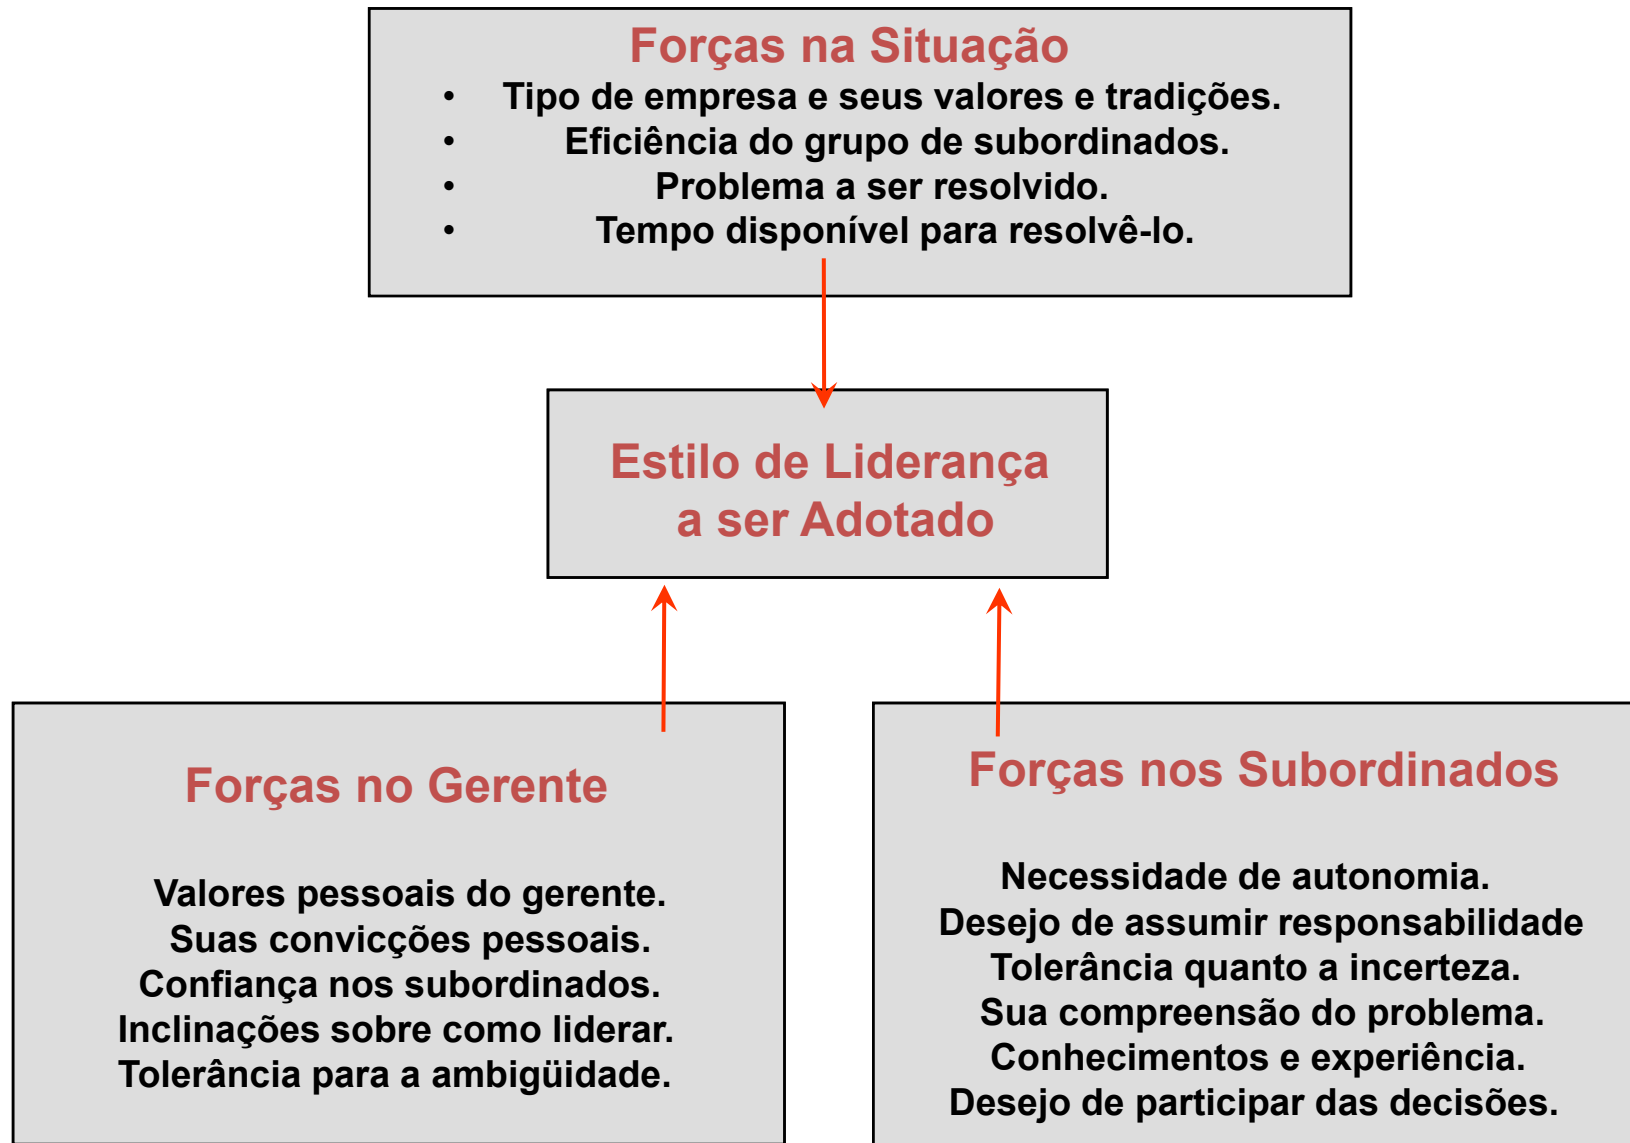 Forças na Situação
• Tipo de empresa e seus valores e tradições.
• Eficiência do grupo de subordinados.
• Problema a ser resolvido.
• Tempo disponível para resolvê-lo.
Estilo de Liderança
a ser Adotado
Forças no Gerente
Valores pessoais do gerente.
Suas convicções pessoais.
Confiança nos subordinados.
Inclinações sobre como liderar.
Tolerância para a ambigüidade.
Forças nos Subordinados
Necessidade de autonomia.
Desejo de assumir responsabilidade
Tolerância quanto a incerteza.
Sua compreensão do problema.
Conhecimentos e experiência.
Desejo de participar das decisões.